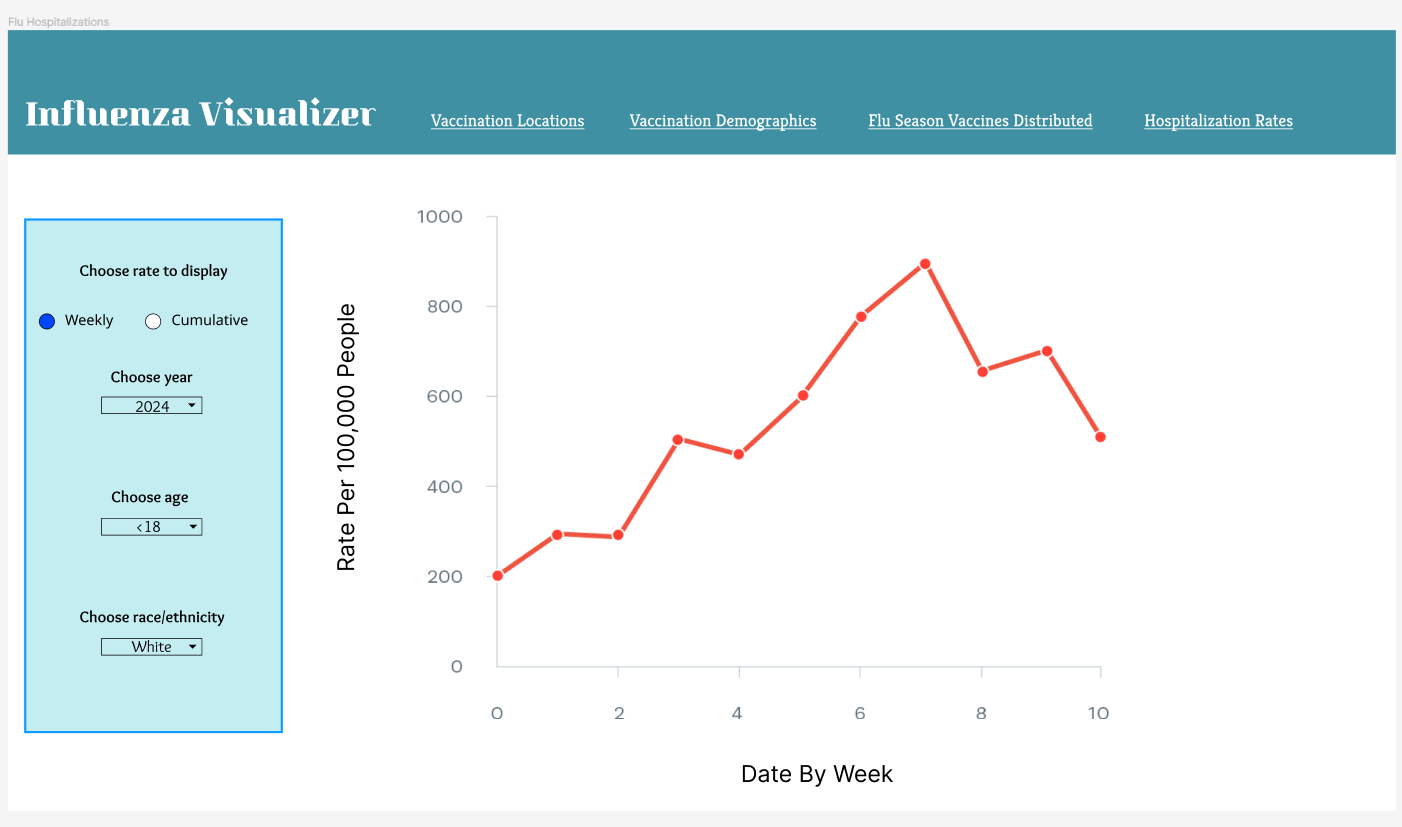 Flu Hospitalizations
Influenza Visualizer
Vaccination Locations
Vaccination Demographics
Flu Season Vaccines Distributed
Hospitalization Rates
Choose rate to display
Weekly
Cumulative
Choose year
2024
Choose age
<18
Choose race/ethnicity
White
Rate Per 100,000 People
1000
800
600
400
200
0
0 2 4 6 8 10
Date By Week